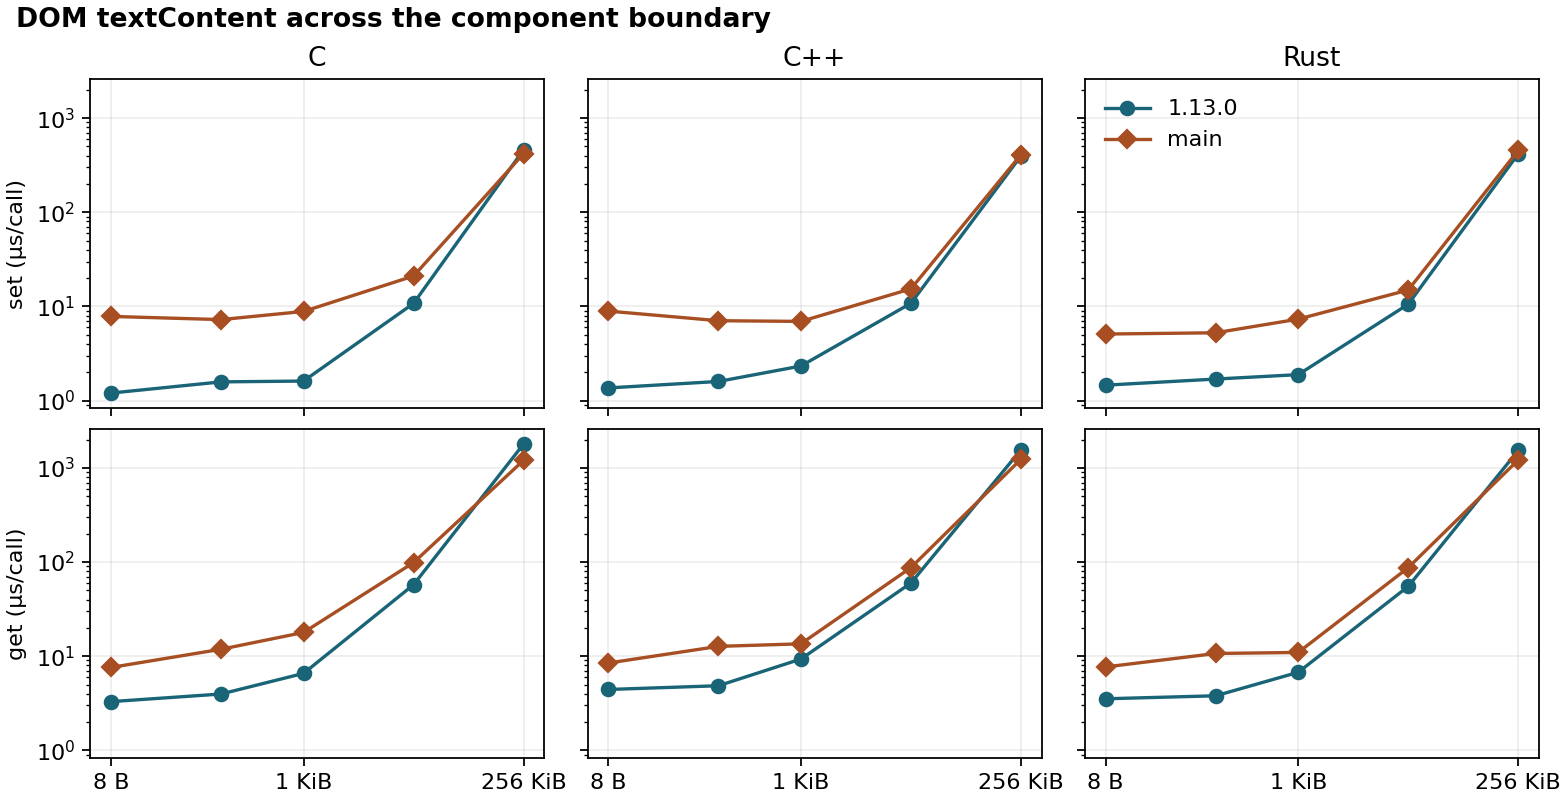 DOM textContent across the component boundary
C
C++
Rust
set (µs/call)
10³
10²
10¹
10⁰
1.13.0
main
get (µs/call)
10³
10²
10¹
10⁰
8 B
1 KiB
256 KiB
8 B
1 KiB
256 KiB
8 B
1 KiB
256 KiB